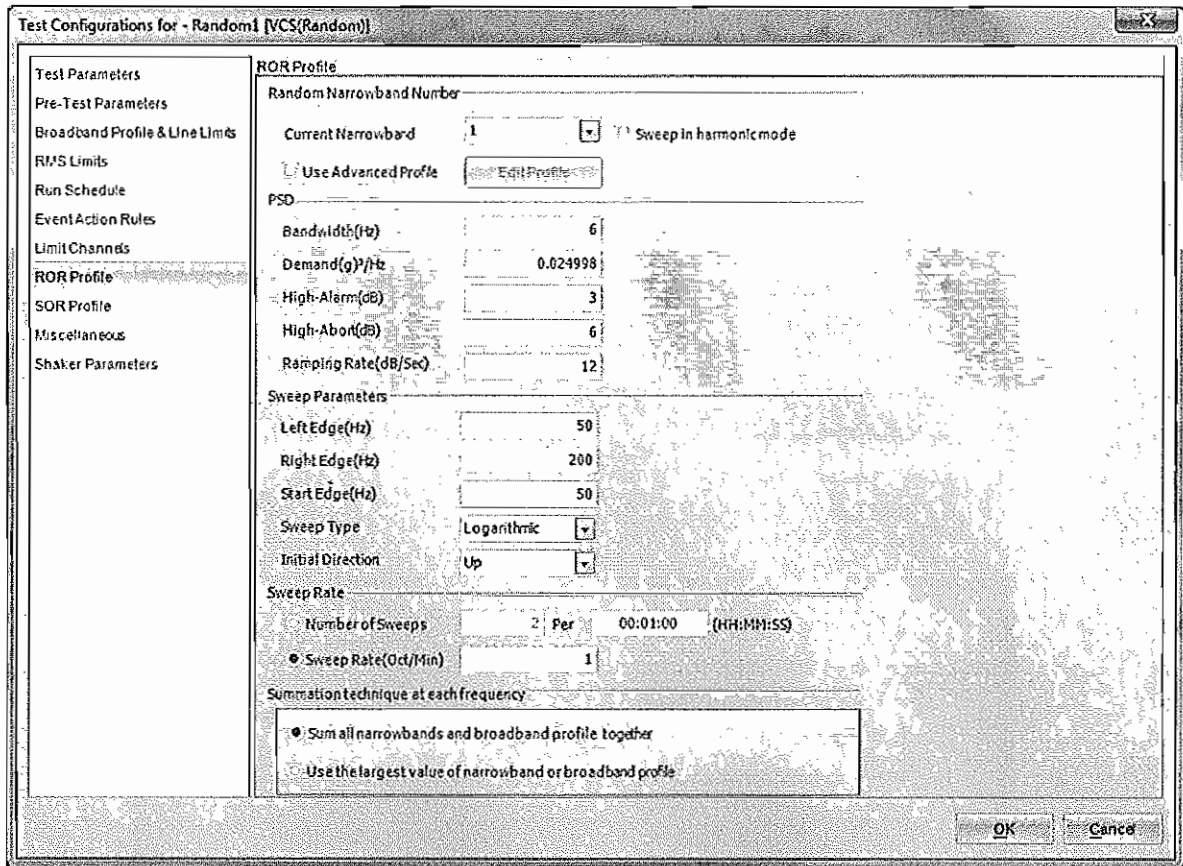 Test Configurations for - Random1 [VCS(Random)]
Test Parameters
Pre-Test Parameters
Broadband Profile & Line Limits
RMS Limits
Run Schedule
Event Action Rules
Limit Channels
ROR Profile
SOR Profile
Miscellaneous
Shaker Parameters
ROR Profile
Random Narrowband Number
Current Narrowband 1 Sweep in harmonic mode
Use Advanced Profile Edit Profile
PSD
Bandwidth(Hz) 6
Demand(g)²/Hz 0.024998
High-Alarm(dB) 3
High-Abort(dB) 6
Ramping Rate(dB/Sec) 12
Sweep Parameters
Left Edge(Hz) 50
Right Edge(Hz) 200
Start Edge(Hz) 50
Sweep Type Logarithmic
Initial Direction Up
Sweep Rate
Number of Sweeps 2 Per 00:01:00 (HH:MM:SS)
Sweep Rate(Oct/Min) 1
Summation technique at each frequency
Sum all narrowbands and broadband profile together
Use the largest value of narrowband or broadband profile
OK Cancel